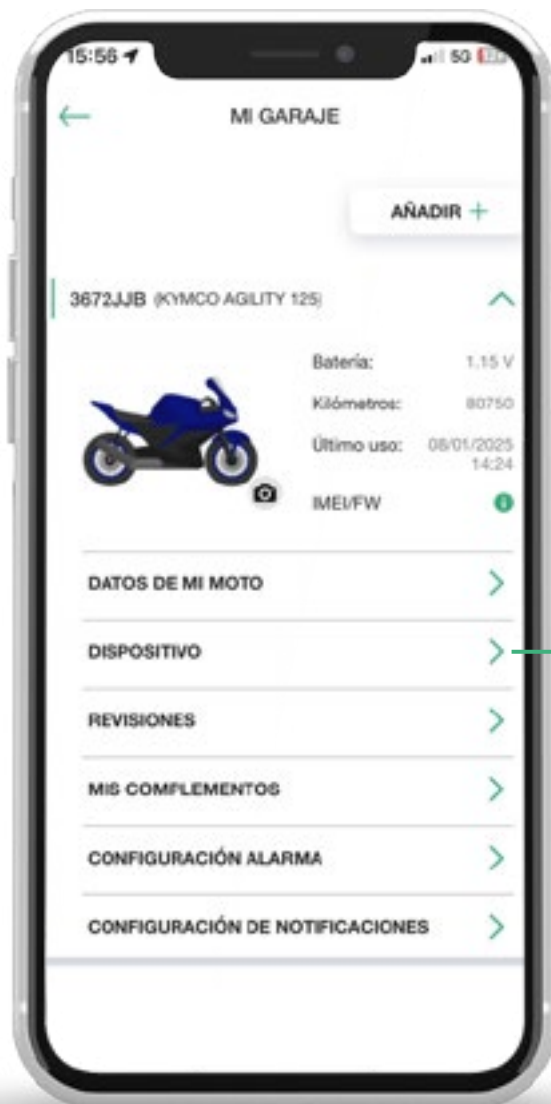 15:56
5G
MI GARAJE
AÑADIR +
3672JJB (KYMCO AGILITY 125)
Batería: 1.15 V
Kilómetros: 80750
Último uso: 08/01/2025
14:24
IMEI/FW
DATOS DE MI MOTO
DISPOSITIVO
REVISIONES
MIS COMPLEMENTOS
CONFIGURACIÓN ALARMA
CONFIGURACIÓN DE NOTIFICACIONES